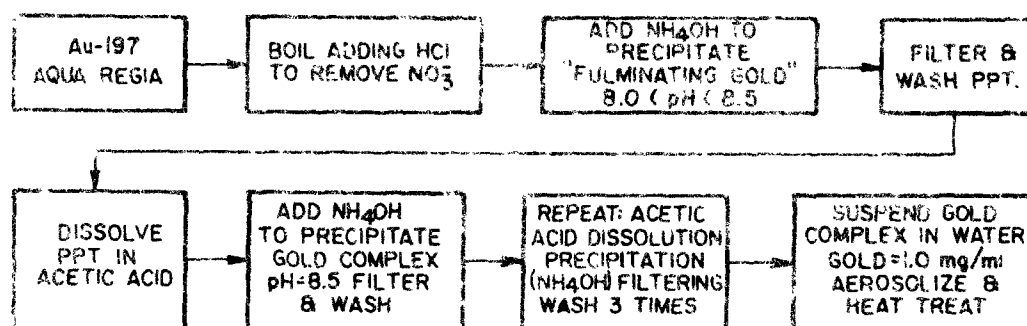 Au-197
AQUA REGIA
BOIL ADDING HCl
TO REMOVE NO3-
ADD NH4OH TO
PRECIPITATE
"FULMINATING GOLD"
8.0 < pH < 8.5
FILTER &
WASH PPT.
DISSOLVE
PPT IN
ACETIC ACID
ADD NH4OH
TO PRECIPITATE
GOLD COMPLEX
pH=8.5 FILTER
& WASH
REPEAT: ACETIC
ACID DISSOLUTION
PRECIPITATION
(NH4OH) FILTERING
WASH 3 TIMES
SUSPEND GOLD
COMPLEX IN WATER
GOLD=1.0 mg/ml
AEROSOLIZE &
HEAT TREAT